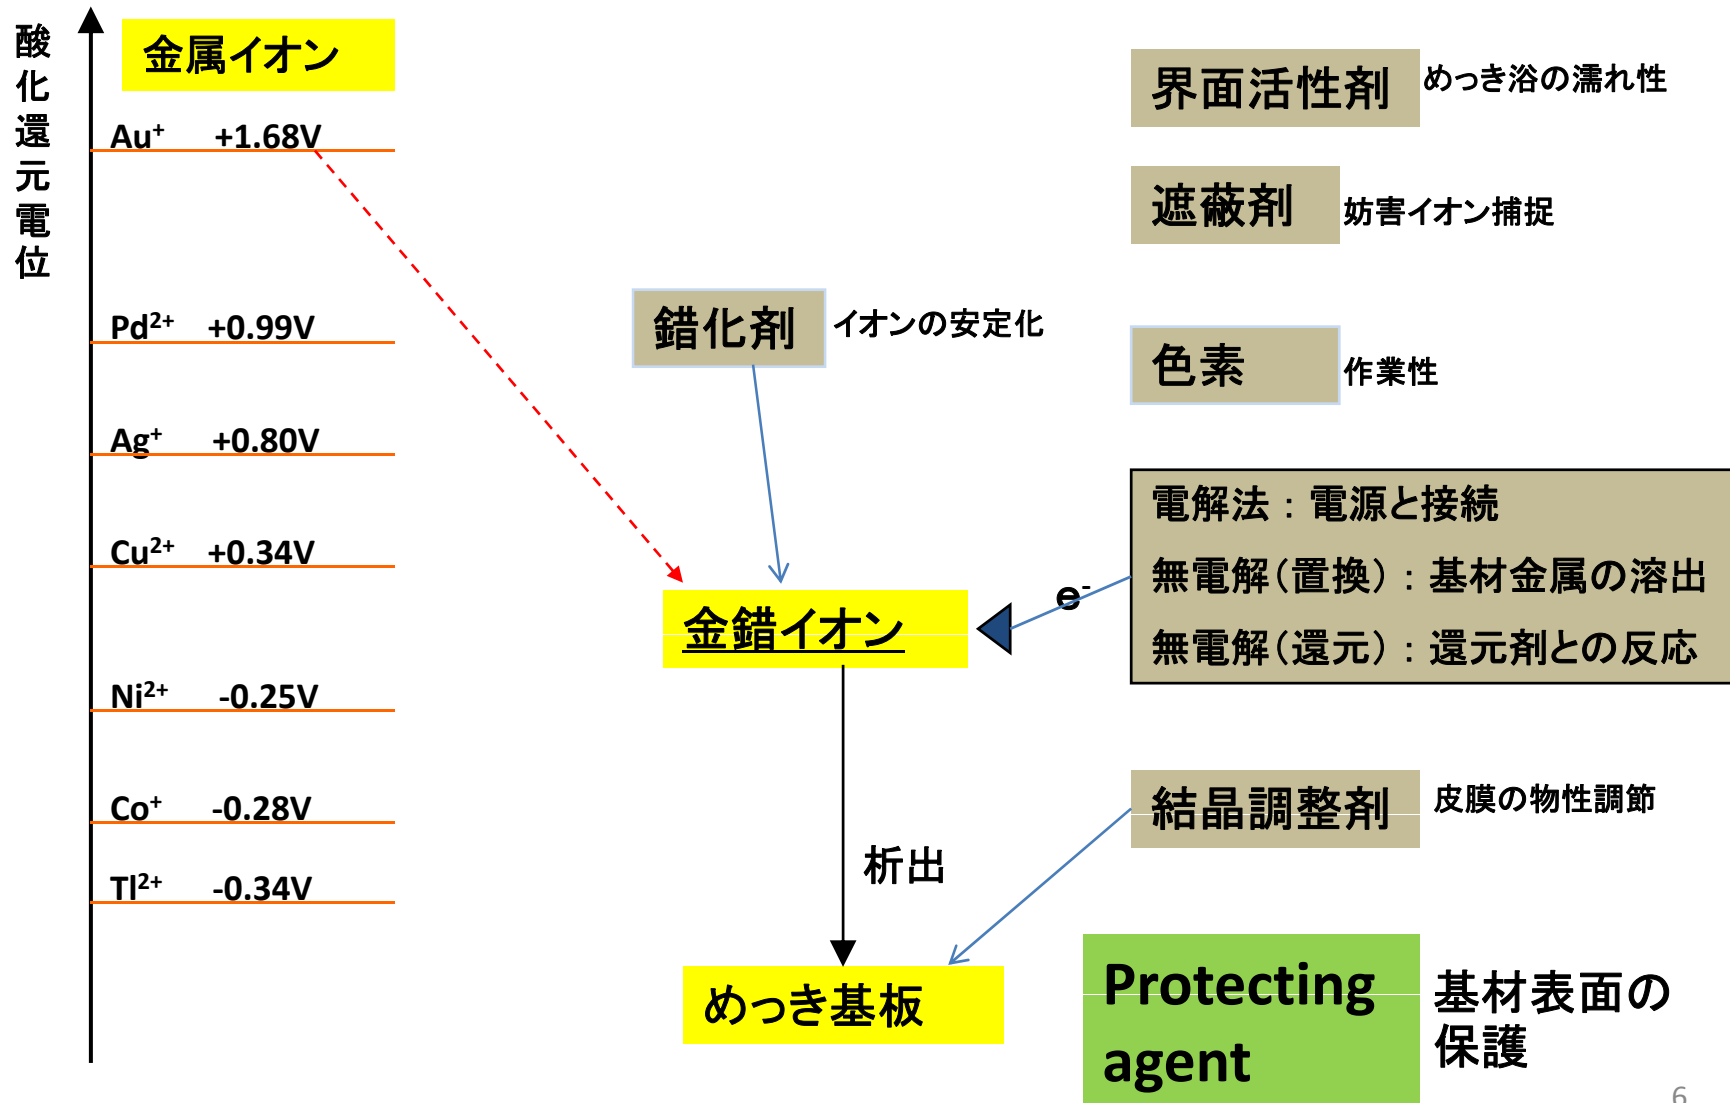 酸化還元電位
金属イオン
Au⁺ +1.68V
Pd²⁺ +0.99V
Ag⁺ +0.80V
Cu²⁺ +0.34V
Ni²⁺ -0.25V
Co⁺ -0.28V
Tl²⁺ -0.34V
錯化剤 イオンの安定化
金錯イオン
析出
めっき基板
界面活性剤 めっき浴の濡れ性
遮蔽剤 妨害イオン捕捉
色素 作業性
e⁻
電解法：電源と接続
無電解（置換）：基材金属の溶出
無電解（還元）：還元剤との反応
結晶調整剤 皮膜の物性調節
Protecting
agent
基材表面の
保護
6